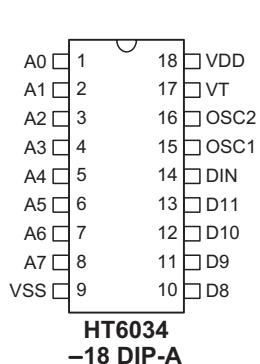 A0 1 18 VDD
A1 2 17 VT
A2 3 16 OSC2
A3 4 15 OSC1
A4 5 14 DIN
A5 6 13 D11
A6 7 12 D10
A7 8 11 D9
VSS 9 10 D8
HT6034
–18 DIP-A